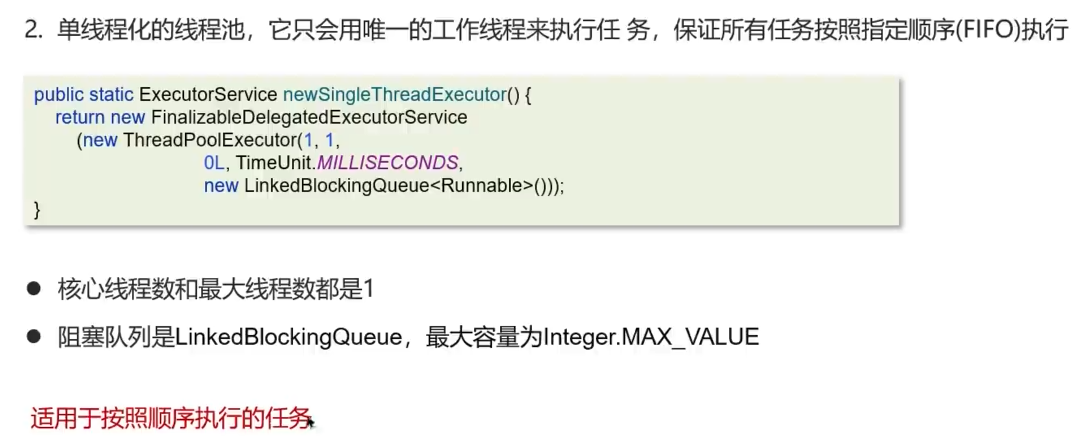 2. 单线程化的线程池，它只会用唯一的工作线程来执行任 务，保证所有任务按照指定顺序(FIFO)执行
public static ExecutorService newSingleThreadExecutor() {
return new FinalizableDelegatedExecutorService
(new ThreadPoolExecutor(1, 1,
0L, TimeUnit.MILLISECONDS,
new LinkedBlockingQueue<Runnable>()));
}
● 核心线程数和最大线程数都是1
● 阻塞队列是LinkedBlockingQueue，最大容量为Integer.MAX_VALUE
适用于按照顺序执行的任务